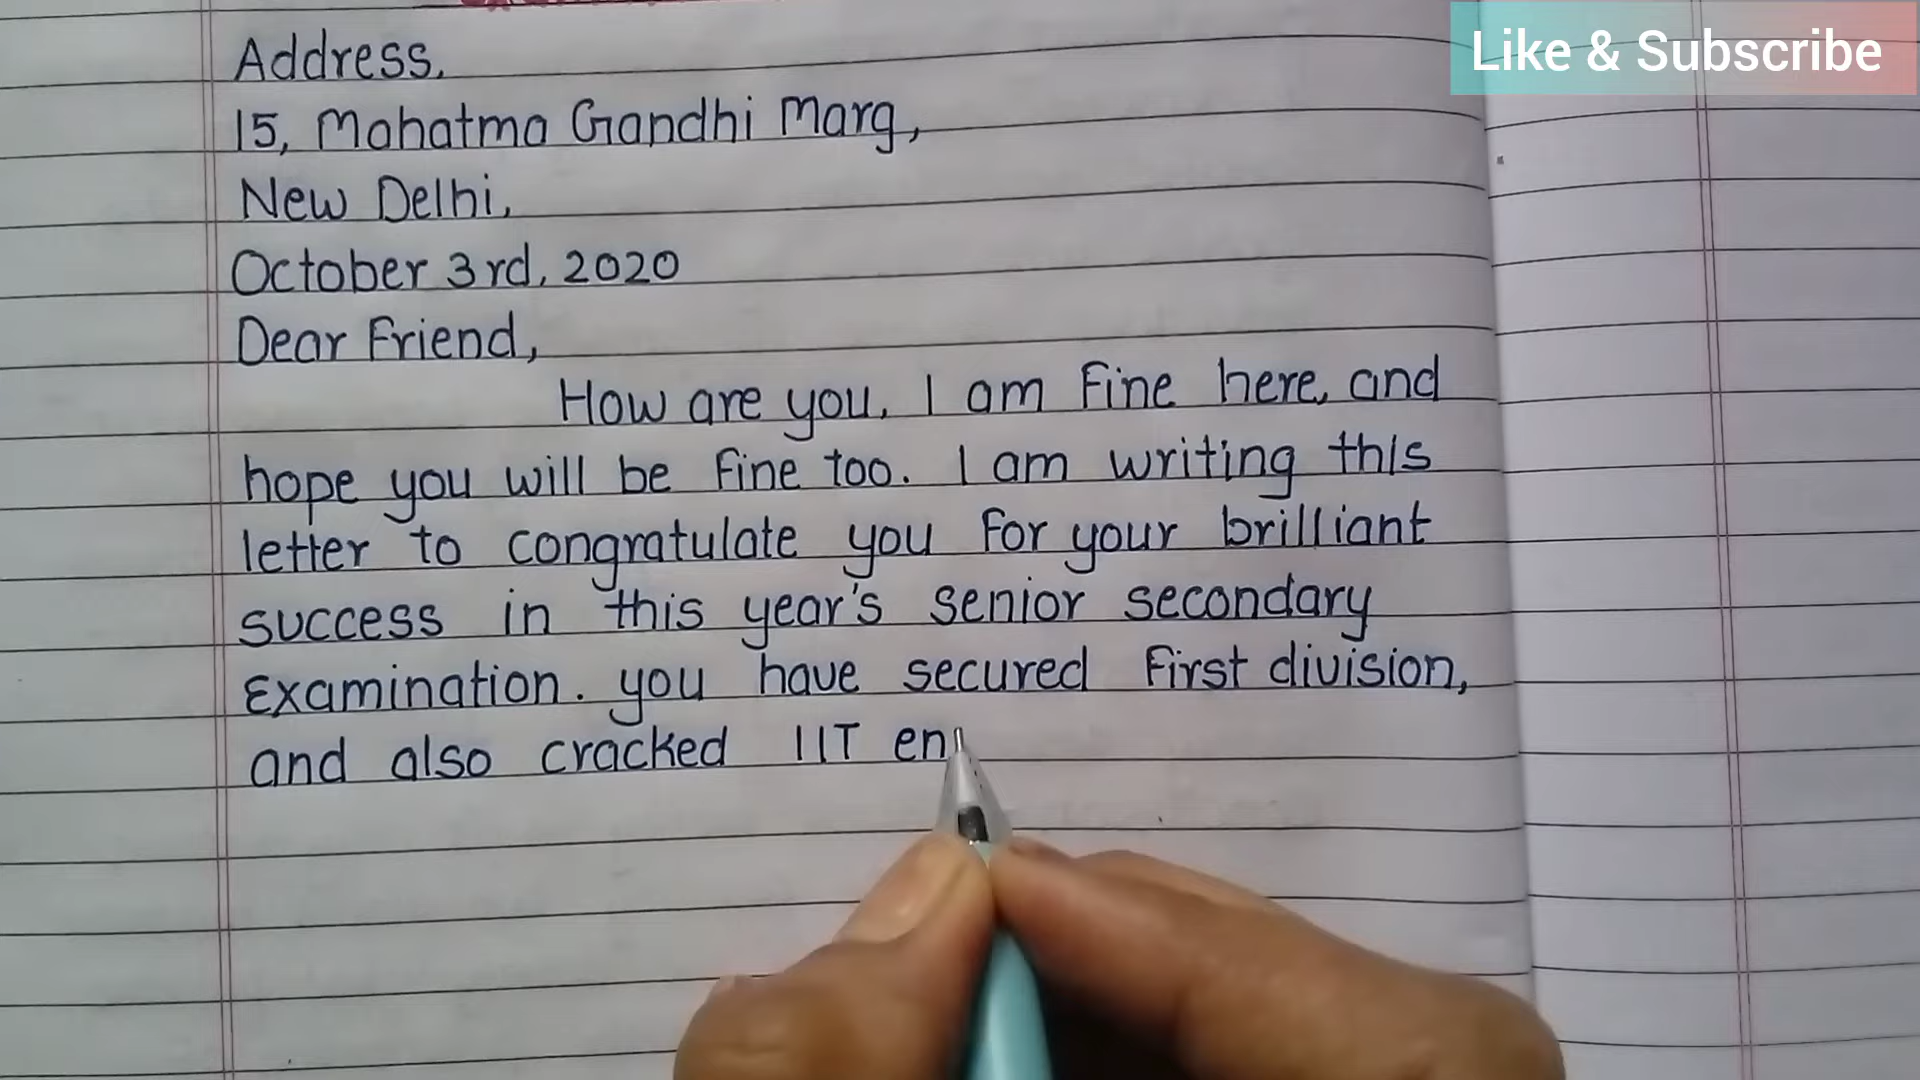 Like & Subscribe
Address,
15, Mahatma Gandhi Marg,
New Delhi,
October 3rd, 2020
Dear Friend,
How are you, I am fine here, and
hope you will be fine too. I am writing this
letter to congratulate you for your brilliant
success in this year's senior secondary
Examination. you have secured first division,
and also cracked IIT en